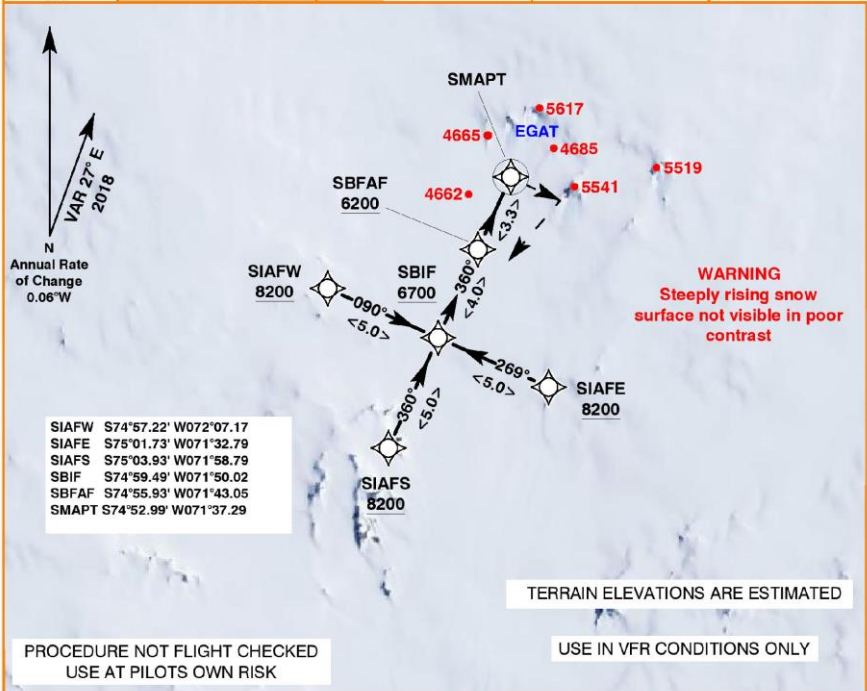 SMAPT
5617
EGAT
4665
4685
5519
5541
4662
SBFAF
6200
<3.3>
VAR 27° E
2018
N
Annual Rate
of Change
0.06°W
SIAFW
8200
SBIF
6700
360°
<4.0>
090°
<5.0>
WARNING
Steeply rising snow
surface not visible in poor
contrast
269°
<5.0>
SIAFE
8200
360°
<5.0>
SIAFS
8200
SIAFW S74°57.22' W072°07.17
SIAFE S75°01.73' W071°32.79
SIAFS S75°03.93' W071°58.79
SBIF S74°59.49' W071°50.02
SBFAF S74°55.93' W071°43.05
SMAPT S74°52.99' W071°37.29
TERRAIN ELEVATIONS ARE ESTIMATED
PROCEDURE NOT FLIGHT CHECKED
USE AT PILOTS OWN RISK
USE IN VFR CONDITIONS ONLY